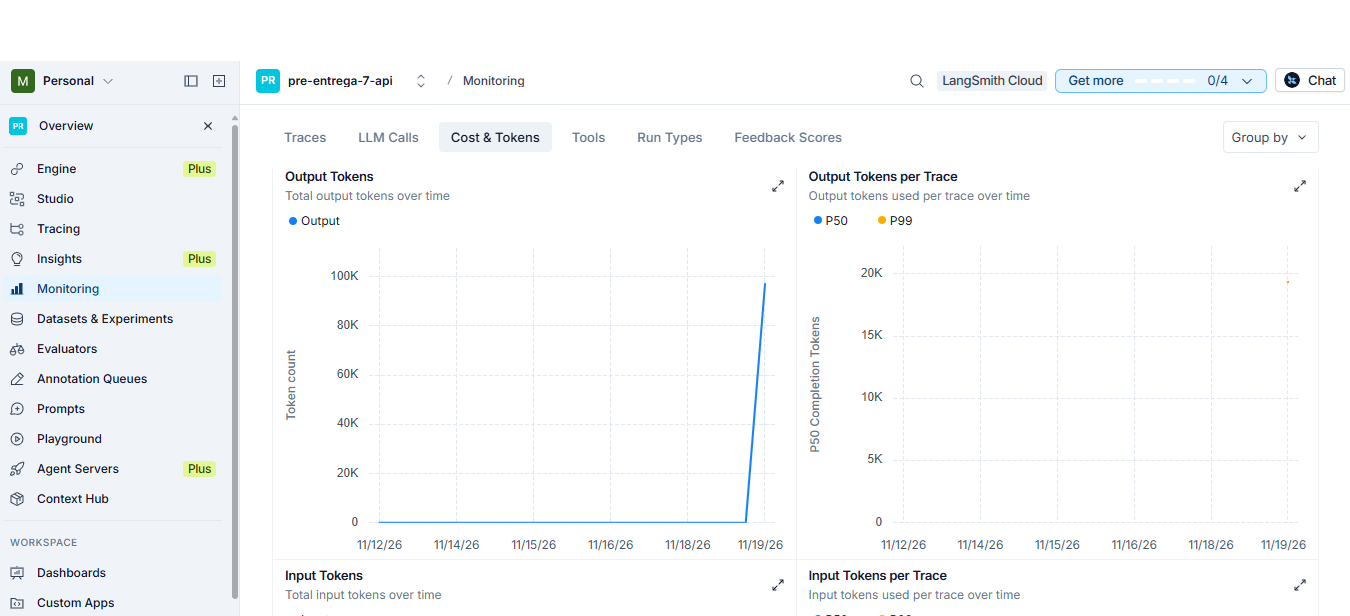 M Personal
PR pre-entrega-7-api / Monitoring
LangSmith Cloud
Get more 0/4
Chat
PR Overview
Engine Plus
Studio
Tracing
Insights Plus
Monitoring
Datasets & Experiments
Evaluators
Annotation Queues
Prompts
Playground
Agent Servers Plus
Context Hub
WORKSPACE
Dashboards
Custom Apps
Traces LLM Calls Cost & Tokens Tools Run Types Feedback Scores
Group by
Output Tokens
Total output tokens over time
Output
Token count
100K
80K
60K
40K
20K
0
11/12/26 11/14/26 11/15/26 11/16/26 11/18/26 11/19/26
Output Tokens per Trace
Output tokens used per trace over time
P50 P99
P50 Completion Tokens
20K
15K
10K
5K
0
11/12/26 11/14/26 11/15/26 11/16/26 11/18/26 11/19/26
Input Tokens
Total input tokens over time
Input Tokens per Trace
Input tokens used per trace over time